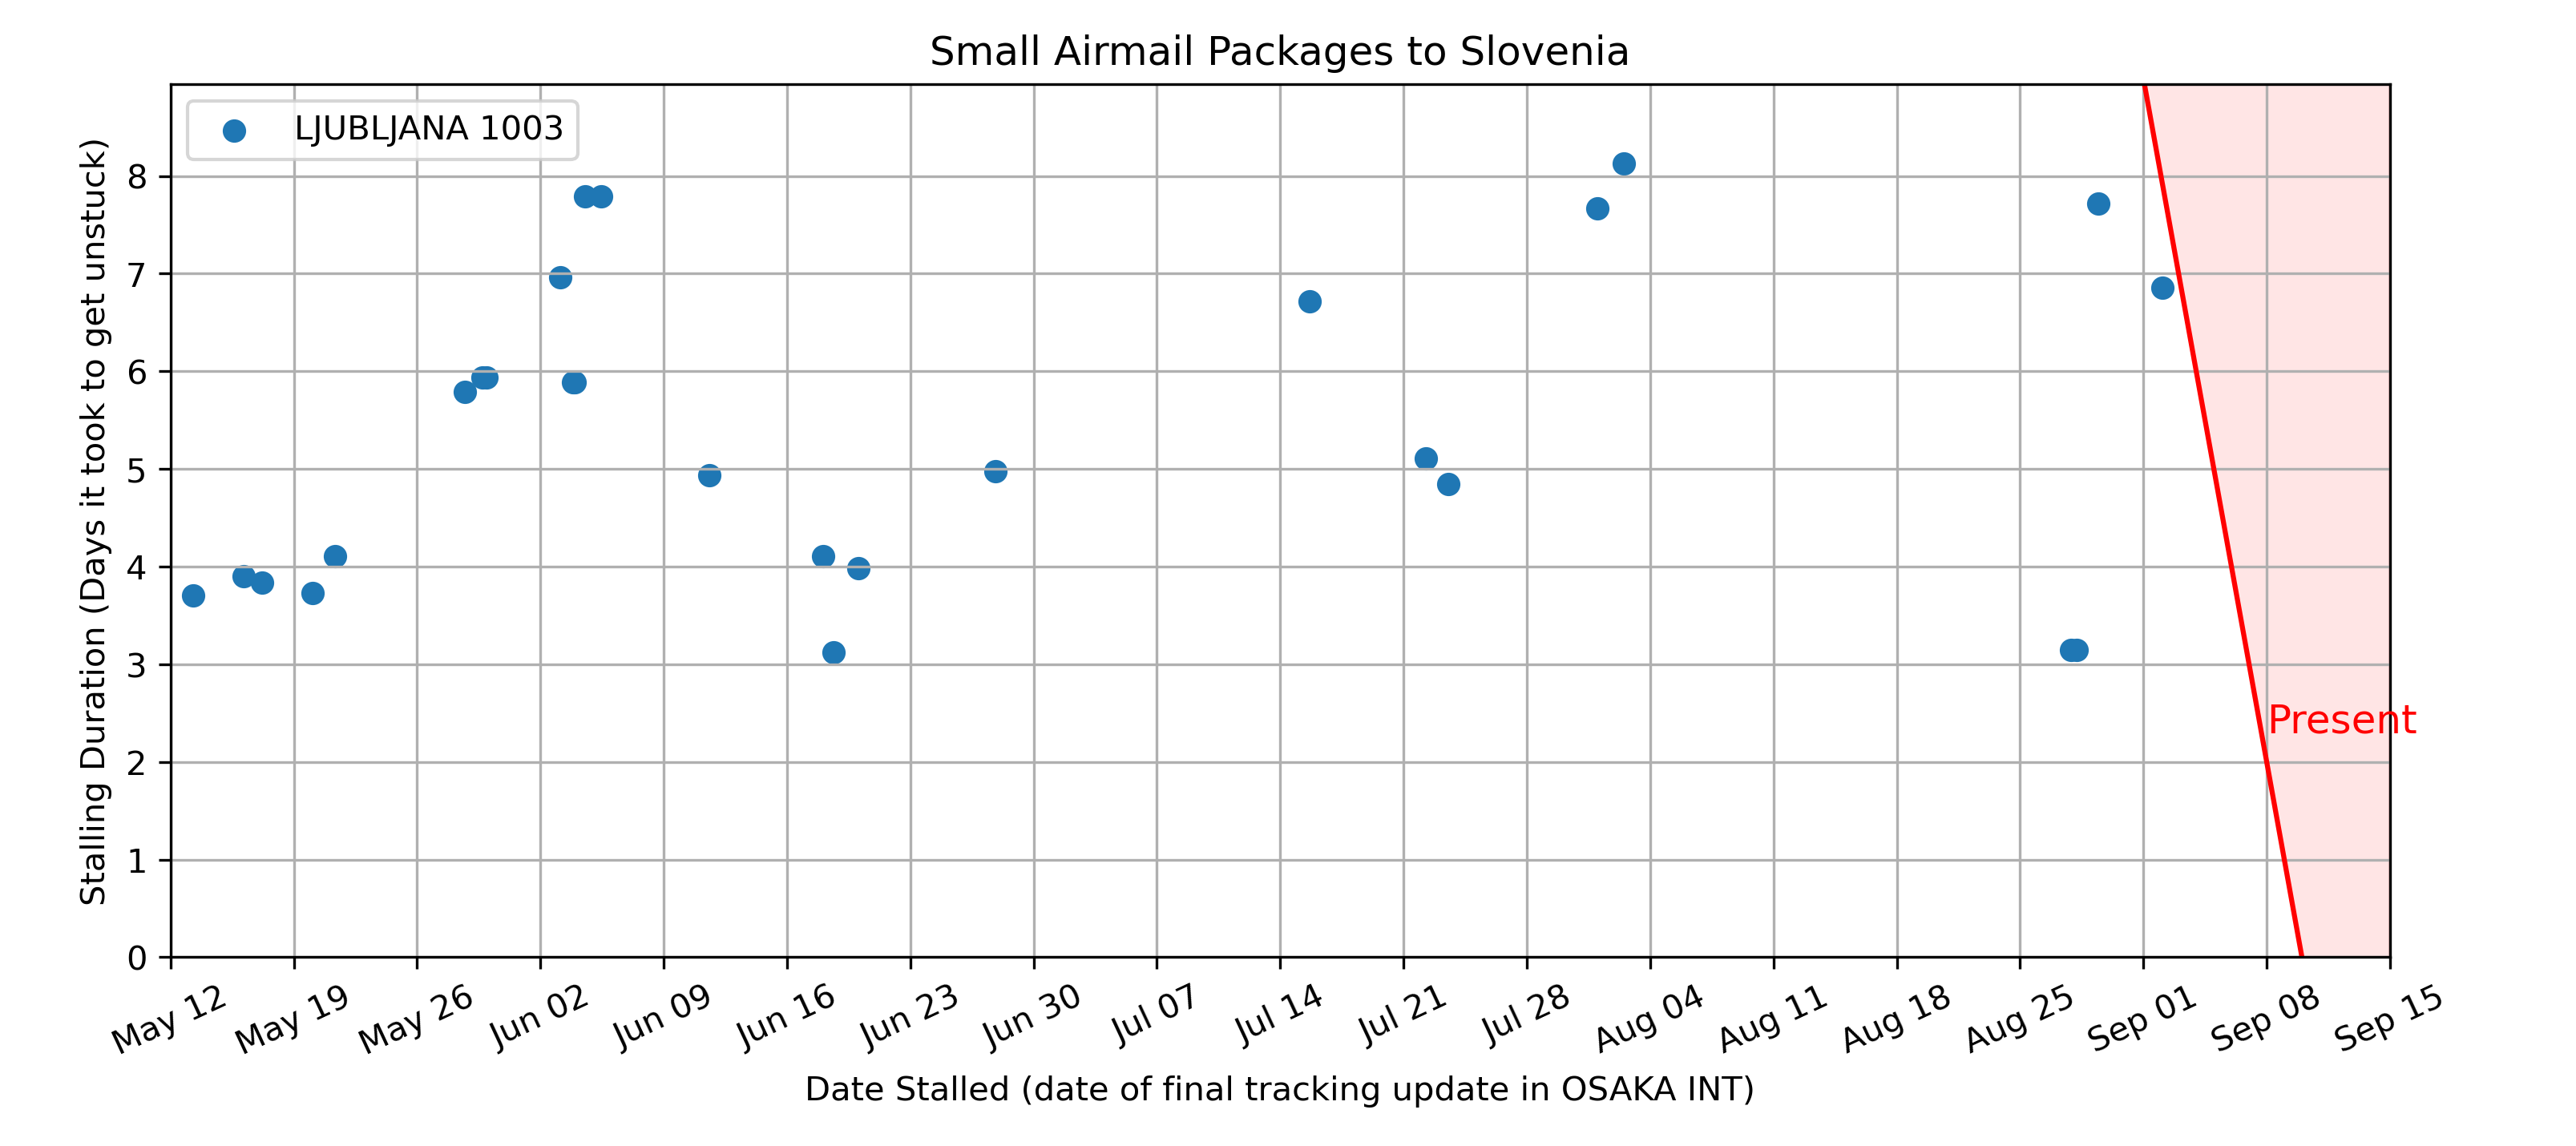 Small Airmail Packages to Slovenia
LJUBLJANA 1003
Stalling Duration (Days it took to get unstuck)
8
7
6
5
4
3
2
1
0
Present
May 12
May 19
May 26
Jun 02
Jun 09
Jun 16
Jun 23
Jun 30
Jul 07
Jul 14
Jul 21
Jul 28
Aug 04
Aug 11
Aug 18
Aug 25
Sep 01
Sep 08
Sep 15
Date Stalled (date of final tracking update in OSAKA INT)